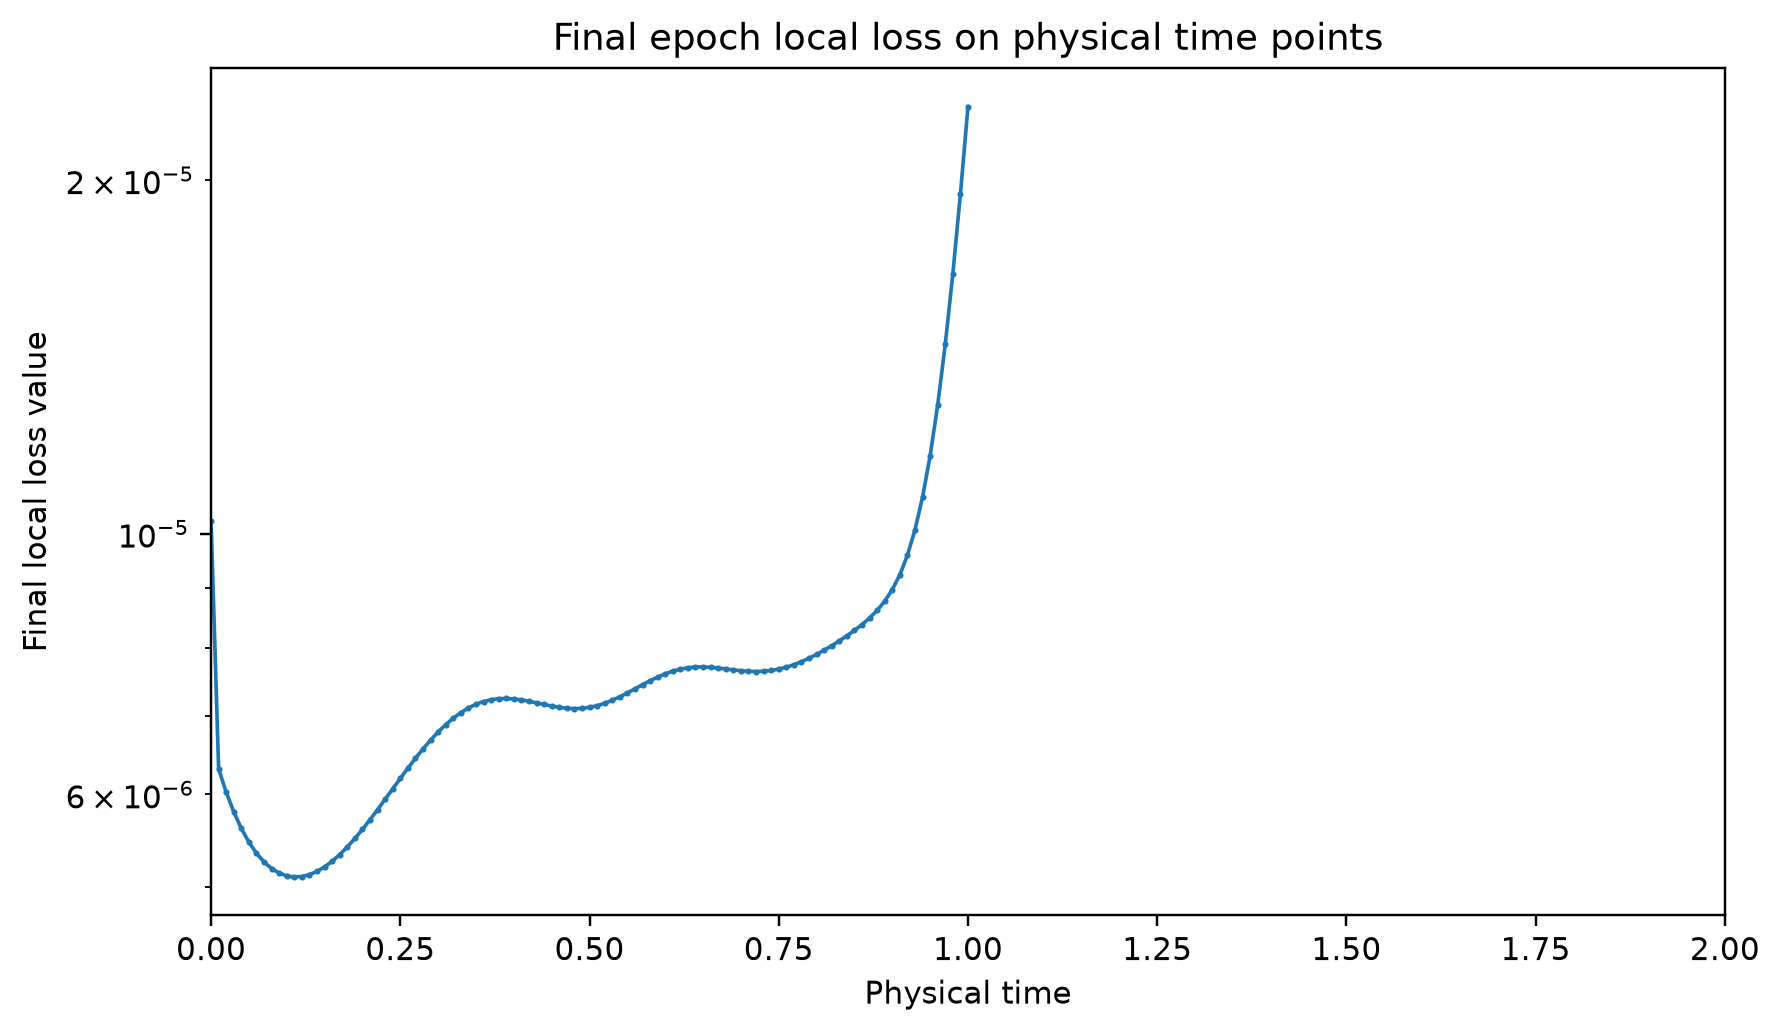 Final epoch local loss on physical time points
2 × 10⁻⁵
10⁻⁵
6 × 10⁻⁶
Final local loss value
0.00 0.25 0.50 0.75 1.00 1.25 1.50 1.75 2.00
Physical time